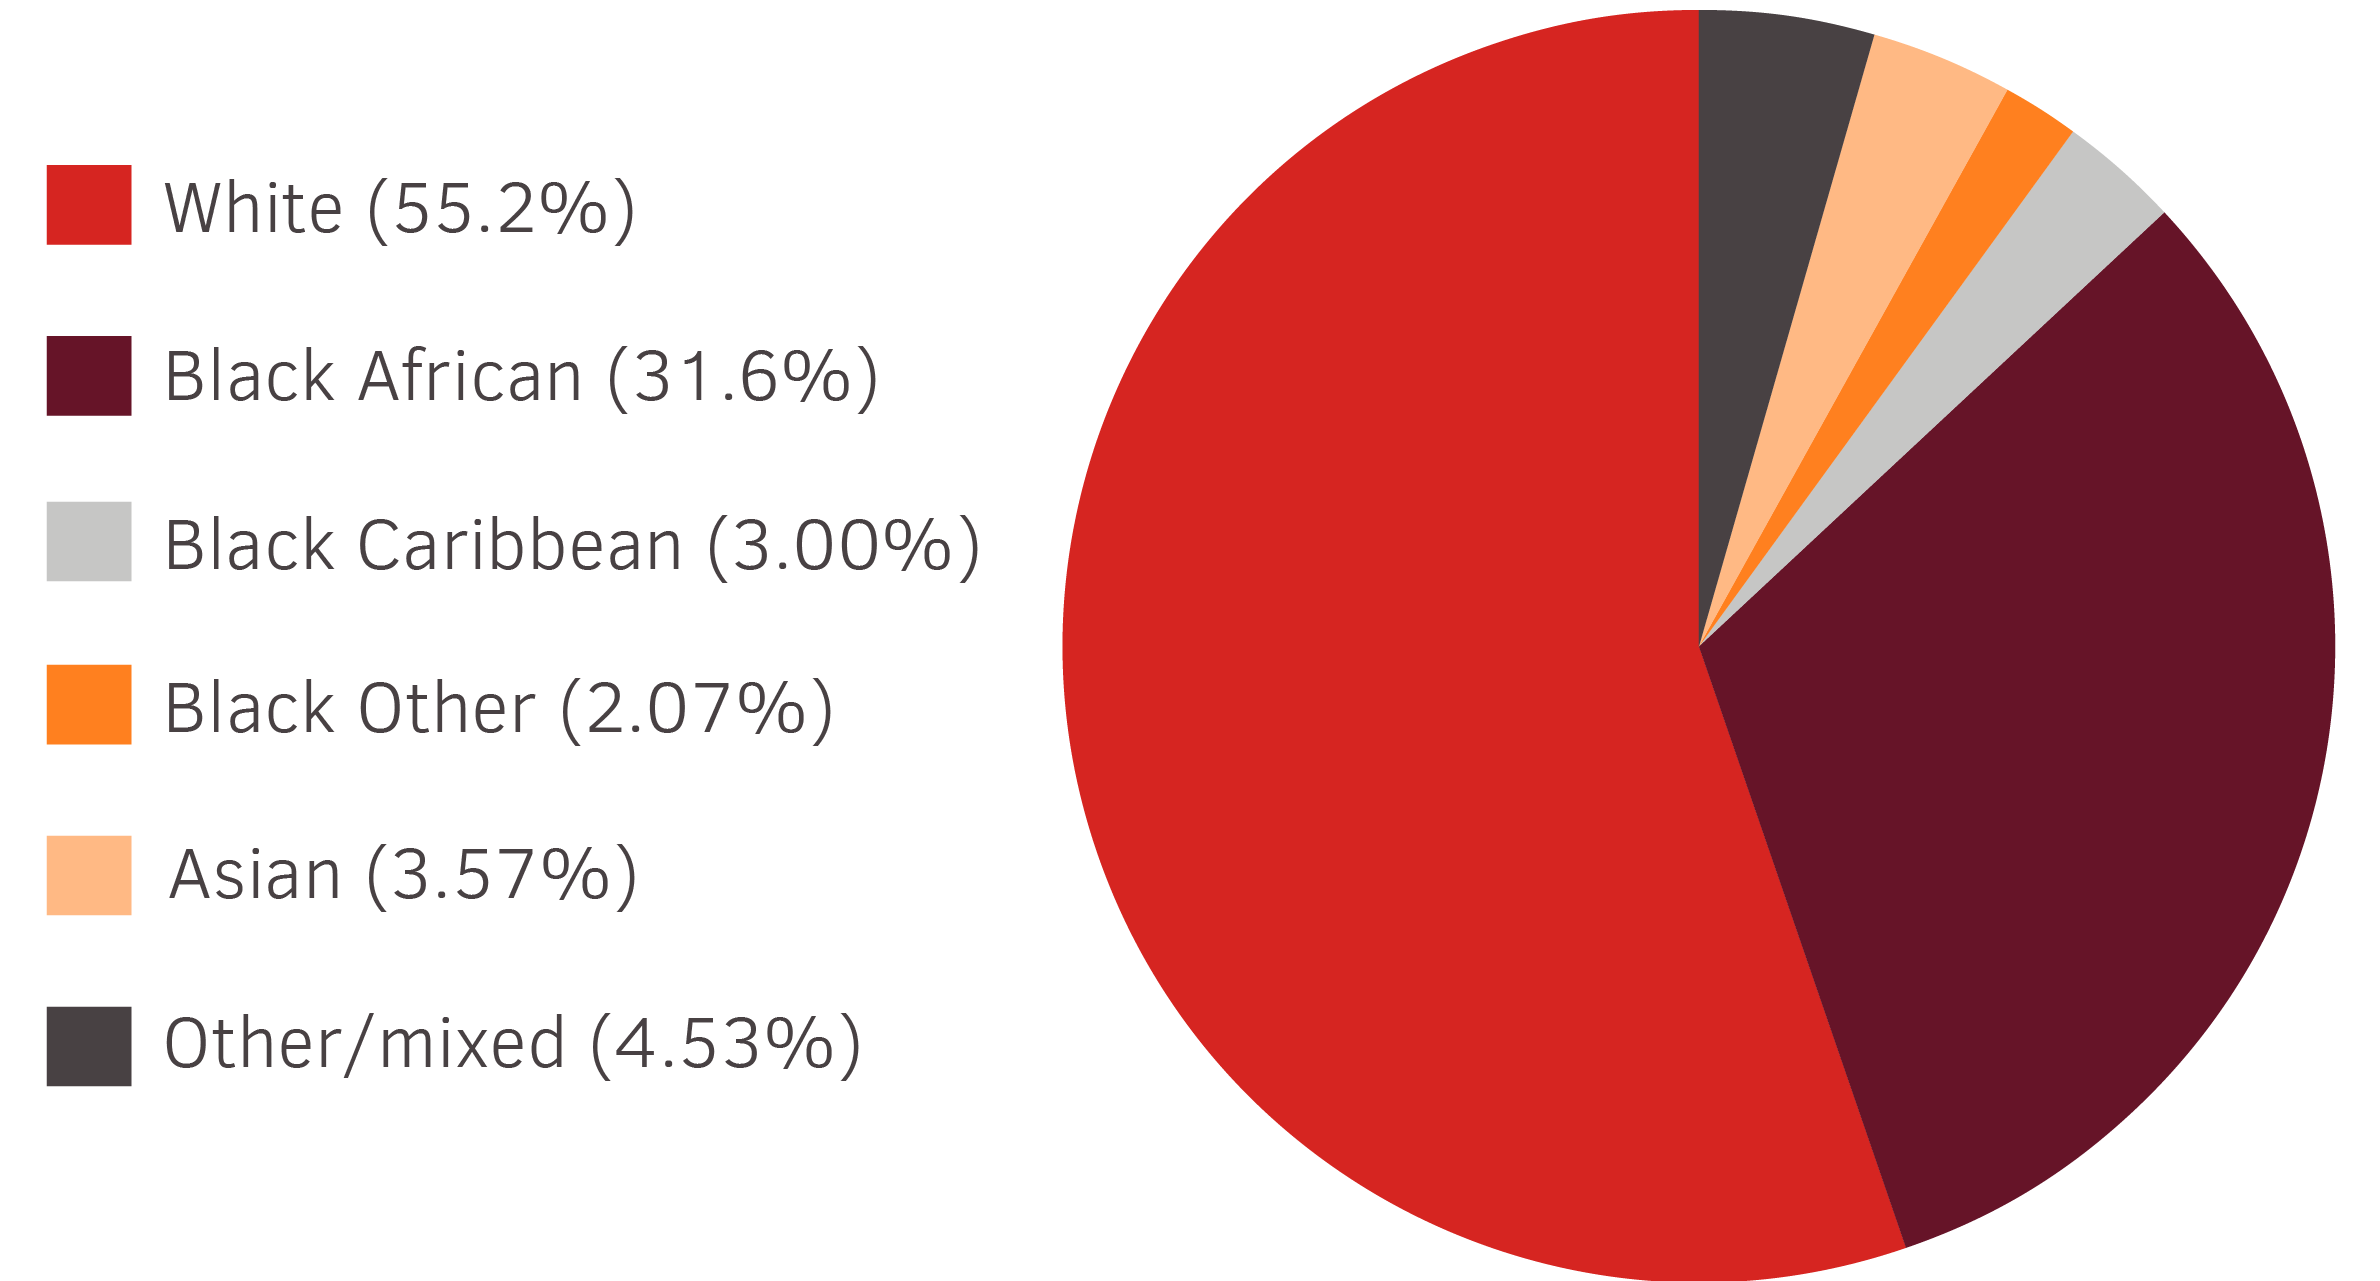 White (55.2%)
Black African (31.6%)
Black Caribbean (3.00%)
Black Other (2.07%)
Asian (3.57%)
Other/mixed (4.53%)